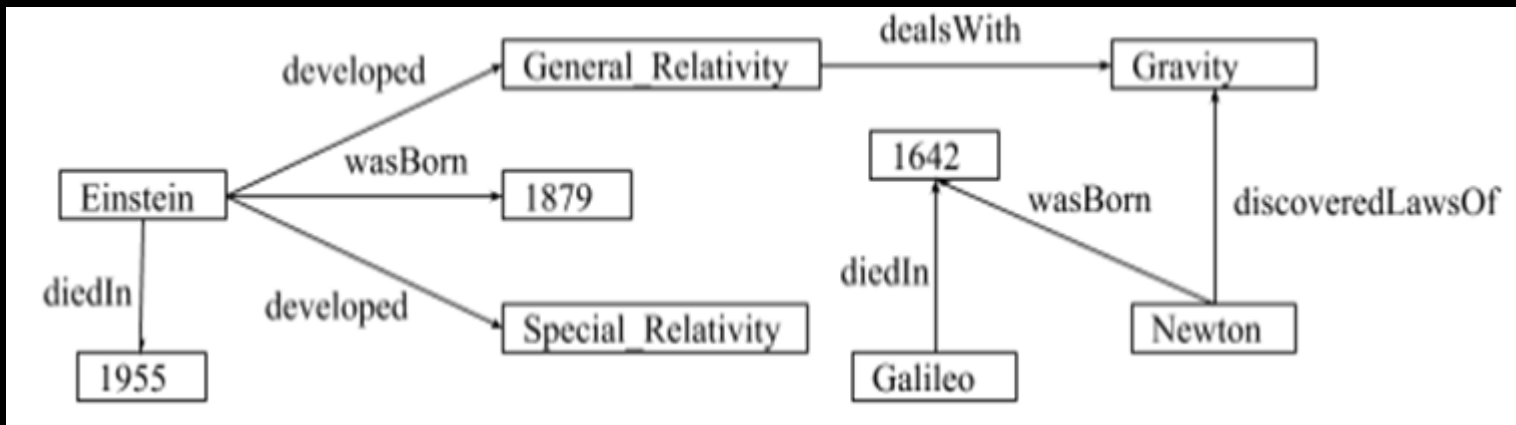 dealsWith
General_Relativity
Gravity
developed
1642
wasBorn
Einstein
1879
wasBorn
discoveredLawsOf
diedIn
diedIn
developed
Special_Relativity
Newton
1955
Galileo